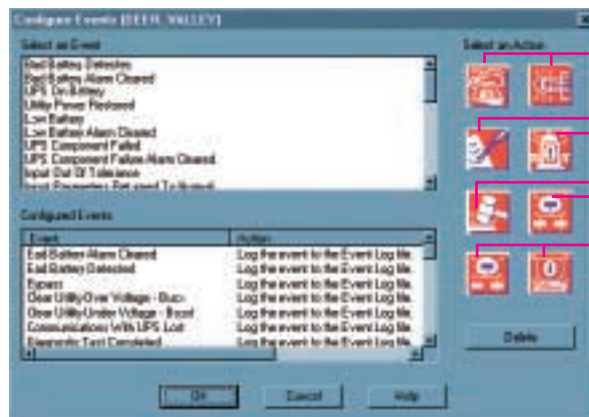 Configure Events (DEER_VALLEY)
Select an Event
Select an Action
Bad Battery Detected
Bad Battery Alarm Cleared
UPS On Battery
Utility Power Restored
Low Battery
Low Battery Alarm Cleared
UPS Component Failed
UPS Component Failure Alarm Cleared
Input Out Of Tolerance
Input Parameters Returned To Normal
Configured Events
Event Action
Bad Battery Alarm Cleared Log the event to the Event Log file.
Bad Battery Detected Log the event to the Event Log file.
Bypass Log the event to the Event Log file.
Clear Utility Over Voltage - Buck Log the event to the Event Log file.
Clear Utility Under Voltage - Boost Log the event to the Event Log file.
Communications With UPS Lost Log the event to the Event Log file.
Diagnostic Test Completed Log the event to the Event Log file.
Delete
OK Cancel Help